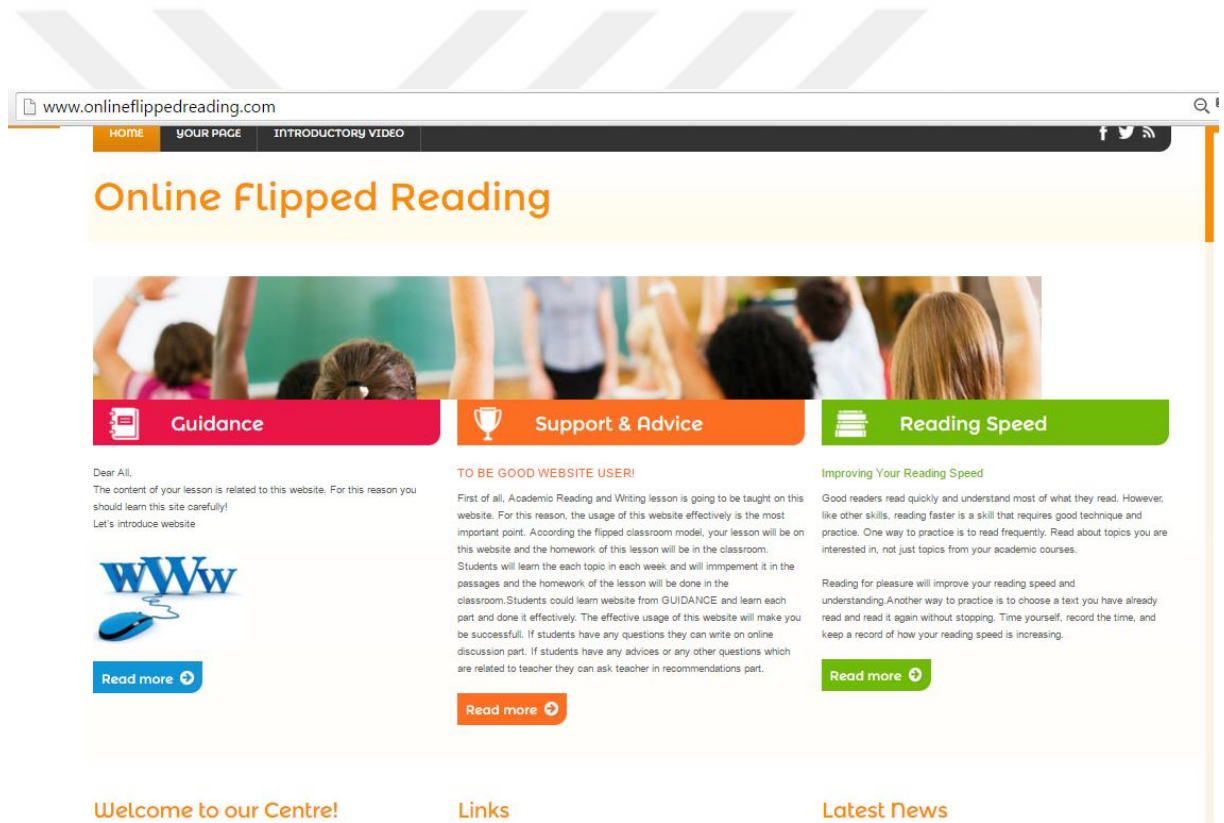 www.onlineflippedreading.com
HOME YOUR PAGE INTRODUCTORY VIDEO
Online Flipped Reading
Guidance
Dear All,
The content of your lesson is related to this website. For this reason you
should learn this site carefully!
Let's introduce website
www
Read more
Support & Advice
TO BE GOOD WEBSITE USER!
First of all, Academic Reading and Writing lesson is going to be taught on this
website. For this reason, the usage of this website effectively is the most
important point. According the flipped classroom model, your lesson will be on
this website and the homework of this lesson will be in the classroom.
Students will learn the each topic in each week and will immpement it in the
passages and the homework of the lesson will be done in the
classroom.Students could learn website from GUIDANCE and learn each
part and done it effectively. The effective usage of this website will make you
be successfull. If students have any questions they can write on online
discussion part. If students have any advices or any other questions which
are related to teacher they can ask teacher in recommendations part.
Read more
Reading Speed
Improving Your Reading Speed
Good readers read quickly and understand most of what they read. However,
like other skills, reading faster is a skill that requires good technique and
practice. One way to practice is to read frequently. Read about topics you are
interested in, not just topics from your academic courses.
Reading for pleasure will improve your reading speed and
understanding.Another way to practice is to choose a text you have already
read and read it again without stopping. Time yourself, record the time, and
keep a record of how your reading speed is increasing.
Read more
Welcome to our Centre!
Links
Latest News